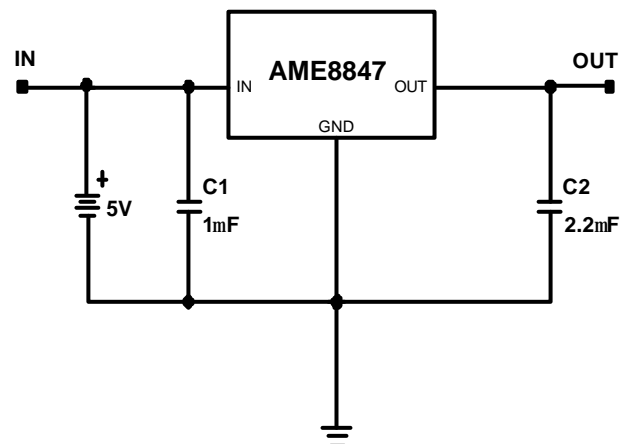 IN
OUT
AME8847
IN
OUT
GND
+
5V
C1
1mF
C2
2.2mF